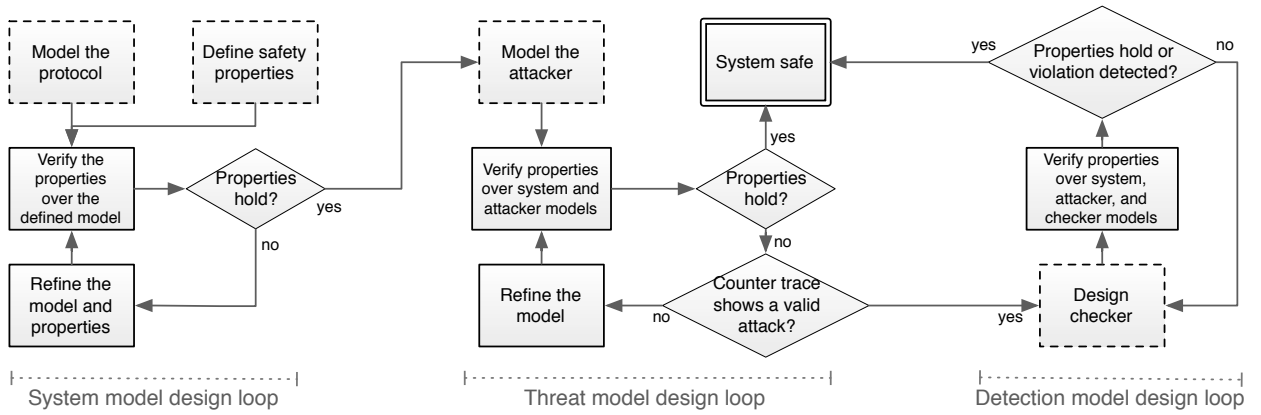 Model the
protocol
Define safety
properties
Verify the
properties
over the
defined model
Properties
hold?
yes
no
Refine the
model and
properties
System model design loop
Model the
attacker
Verify properties
over system and
attacker models
Properties
hold?
yes
no
System safe
Counter trace
shows a valid
attack?
no
yes
Refine the
model
Threat model design loop
Properties hold or
violation detected?
yes
no
Verify properties
over system,
attacker, and
checker models
Design
checker
Detection model design loop